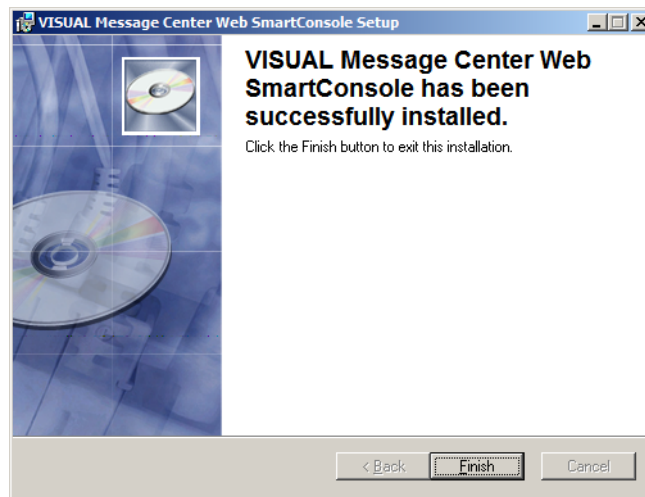 VISUAL Message Center Web SmartConsole Setup
VISUAL Message Center Web
SmartConsole has been
successfully installed.
Click the Finish button to exit this installation.
< Back
Finish
Cancel